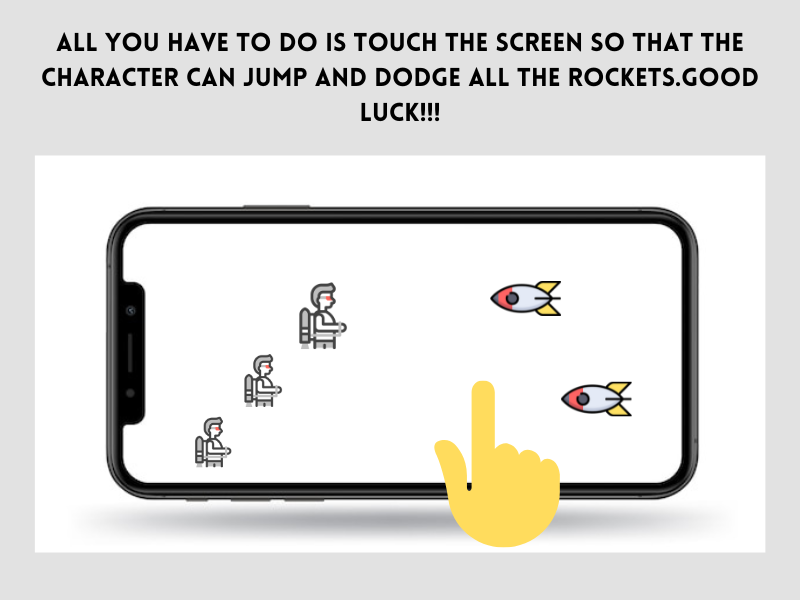 ALL YOU HAVE TO DO IS TOUCH THE SCREEN SO THAT THE
CHARACTER CAN JUMP AND DODGE ALL THE ROCKETS.GOOD
LUCK!!!